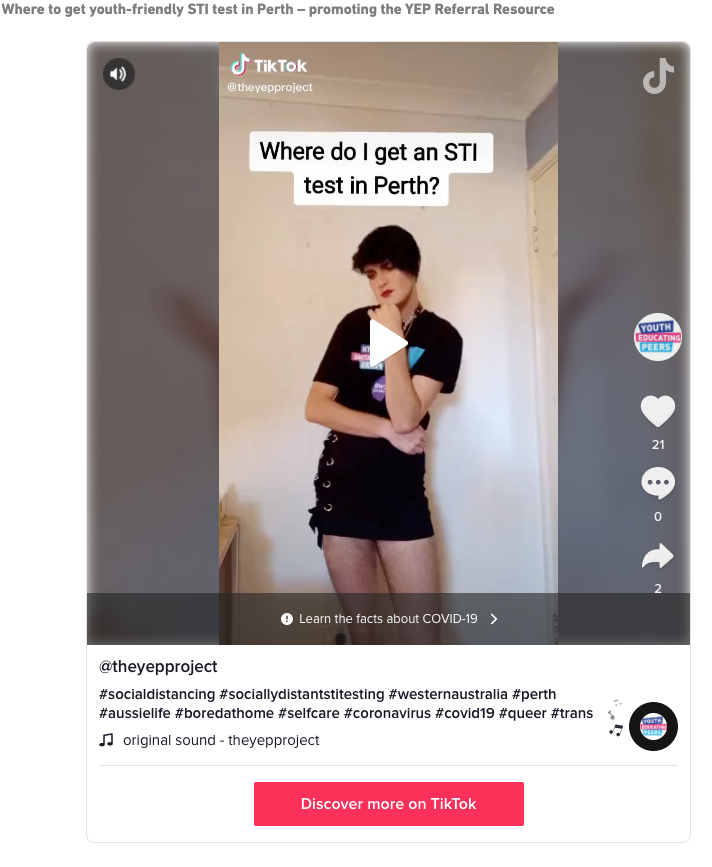 Where to get youth-friendly STI test in Perth – promoting the YEP Referral Resource
TikTok
@theyepproject
Where do I get an STI
test in Perth?
YOUTH
EDUCATING
PEERS
21
0
2
Learn the facts about COVID-19
@theyepproject
#socialdistancing #sociallydistantstitesting #westernaustralia #perth
#aussielife #boredathome #selfcare #coronavirus #covid19 #queer #trans
YOUTH
EDUCATING
PEERS
original sound - theyepproject
Discover more on TikTok